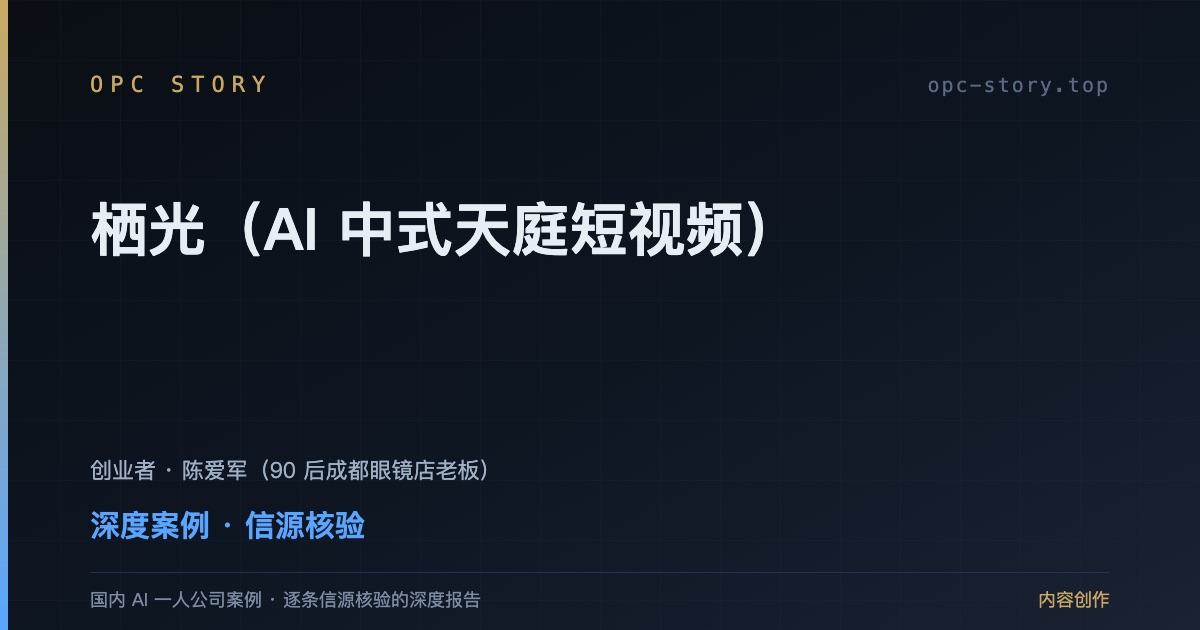 OPC STORY
opc-story.top
栖光（AI 中式天庭短视频）
创业者 · 陈爱军（90 后成都眼镜店老板）
深度案例 · 信源核验
国内 AI 一人公司案例 · 逐条信源核验的深度报告
内容创作